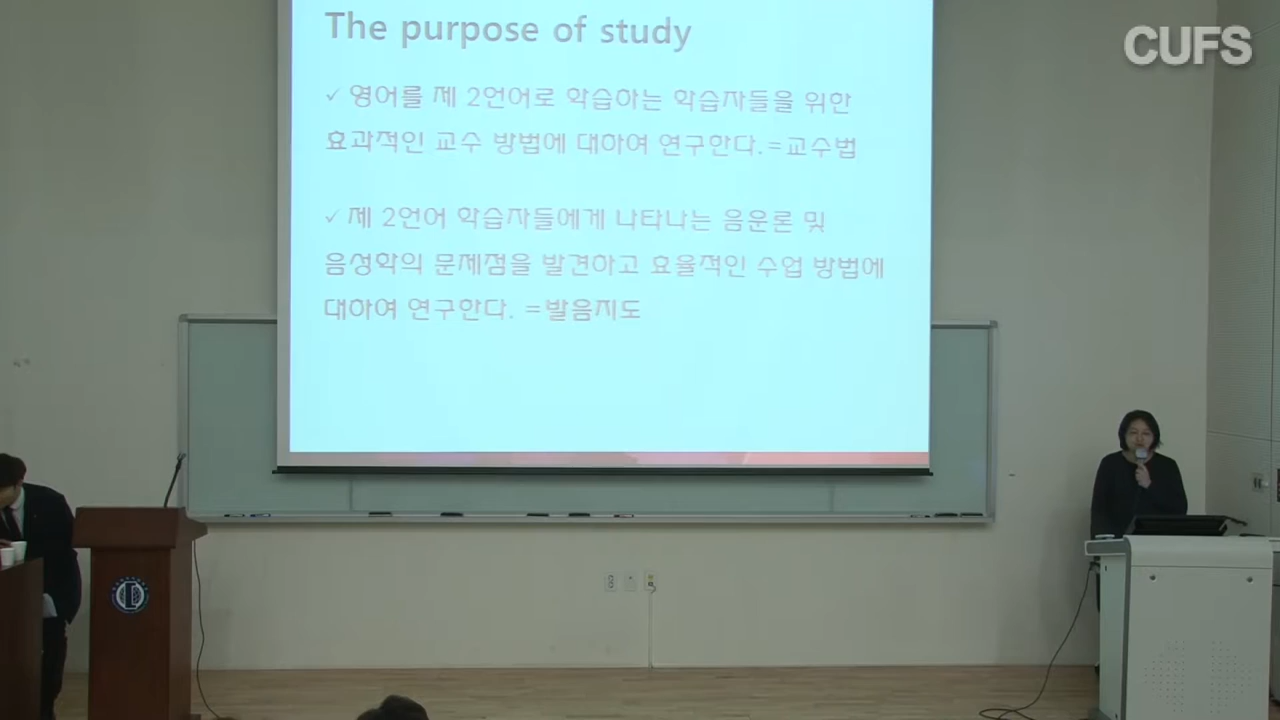 The purpose of study
CUFS
✓ 영어를 제 2언어로 학습하는 학습자들을 위한
효과적인 교수 방법에 대하여 연구한다.=교수법
✓ 제 2언어 학습자들에게 나타나는 음운론 및
음성학의 문제점을 발견하고 효율적인 수업 방법에
대하여 연구한다. =발음지도